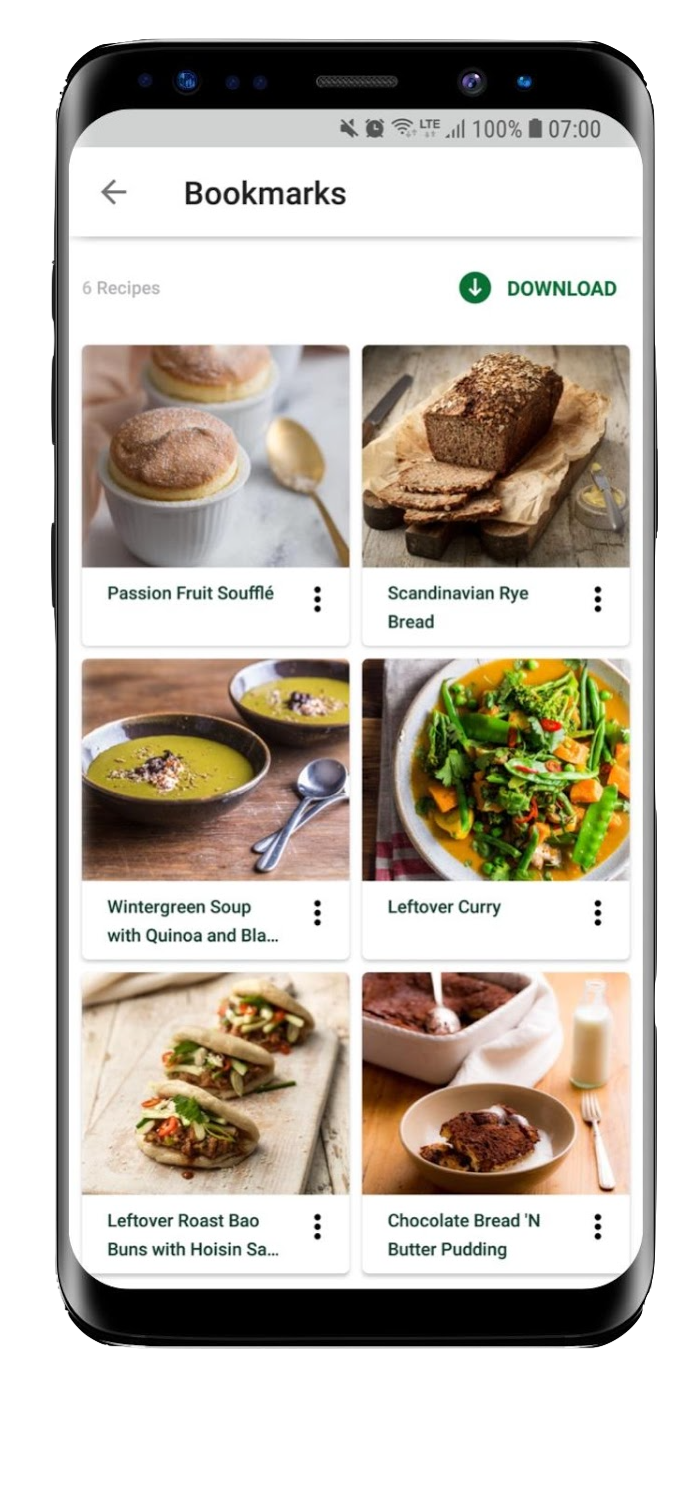 LTE 100% 07:00
Bookmarks
6 Recipes
DOWNLOAD
Passion Fruit Soufflé
Scandinavian Rye
Bread
Wintergreen Soup
with Quinoa and Bla...
Leftover Curry
Leftover Roast Bao
Buns with Hoisin Sa...
Chocolate Bread 'N
Butter Pudding